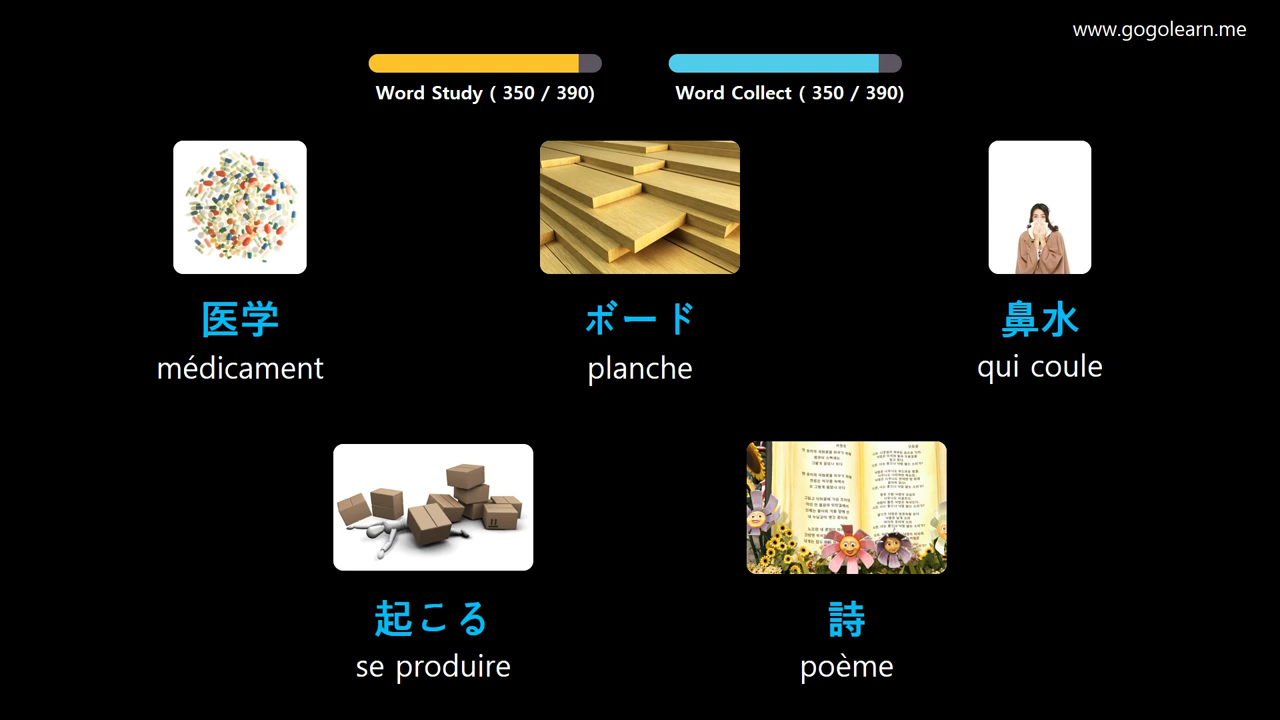 www.gogolearn.me
Word Study ( 350 / 390)
Word Collect ( 350 / 390)
医学
médicament
ボード
planche
鼻水
qui coule
起こる
se produire
詩
poème